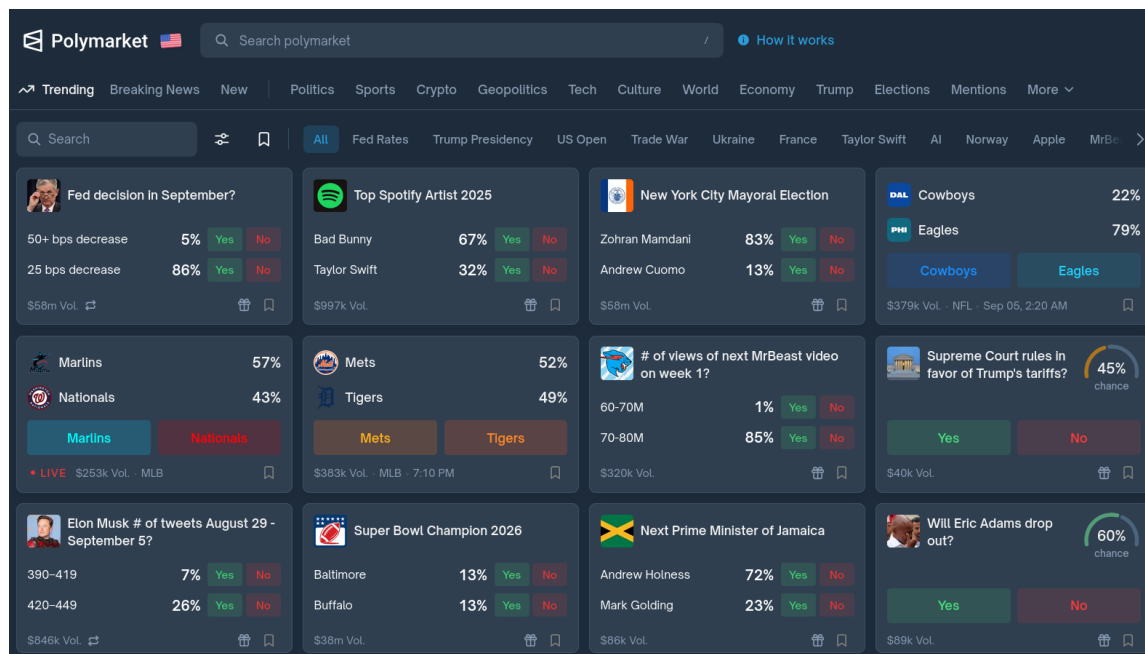 Polymarket
Search polymarket /
How it works
Trending Breaking News New Politics Sports Crypto Geopolitics Tech Culture World Economy Trump Elections Mentions More
Search All Fed Rates Trump Presidency US Open Trade War Ukraine France Taylor Swift AI Norway Apple
Fed decision in September?
50+ bps decrease 5% Yes No
25 bps decrease 86% Yes No
$58m Vol.
Top Spotify Artist 2025
Bad Bunny 67% Yes No
Taylor Swift 32% Yes No
$997k Vol.
New York City Mayoral Election
Zohran Mamdani 83% Yes No
Andrew Cuomo 13% Yes No
$58m Vol.
DAL Cowboys 22%
PHI Eagles 79%
Cowboys Eagles
$379k Vol. · NFL · Sep 05, 2:20 AM
Marlins 57%
Nationals 43%
Marlins Nationals
• LIVE $253k Vol. · MLB
Mets 52%
Tigers 49%
Mets Tigers
$383k Vol. · MLB · 7:10 PM
# of views of next MrBeast video
on week 1?
60-70M 1% Yes No
70-80M 85% Yes No
$320k Vol.
Supreme Court rules in
favor of Trump's tariffs?
45%
chance
Yes No
$40k Vol.
Elon Musk # of tweets August 29 -
September 5?
390–419 7% Yes No
420–449 26% Yes No
$846k Vol.
Super Bowl Champion 2026
Baltimore 13% Yes No
Buffalo 13% Yes No
$38m Vol.
Next Prime Minister of Jamaica
Andrew Holness 72% Yes No
Mark Golding 23% Yes No
$86k Vol.
Will Eric Adams drop
out?
60%
chance
Yes No
$89k Vol.